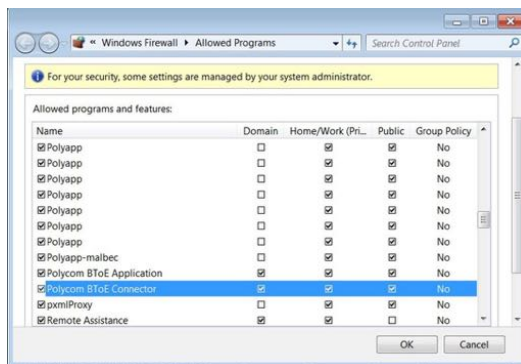 « Windows Firewall ▸ Allowed Programs Search Control Panel
For your security, some settings are managed by your system administrator.
Allowed programs and features:
Name Domain Home/Work (Pri... Public Group Policy
Polyapp No
Polyapp No
Polyapp No
Polyapp No
Polyapp No
Polyapp No
Polyapp-malbec No
Polycom BToE Application No
Polycom BToE Connector No
pxmlProxy No
Remote Assistance No
OK Cancel